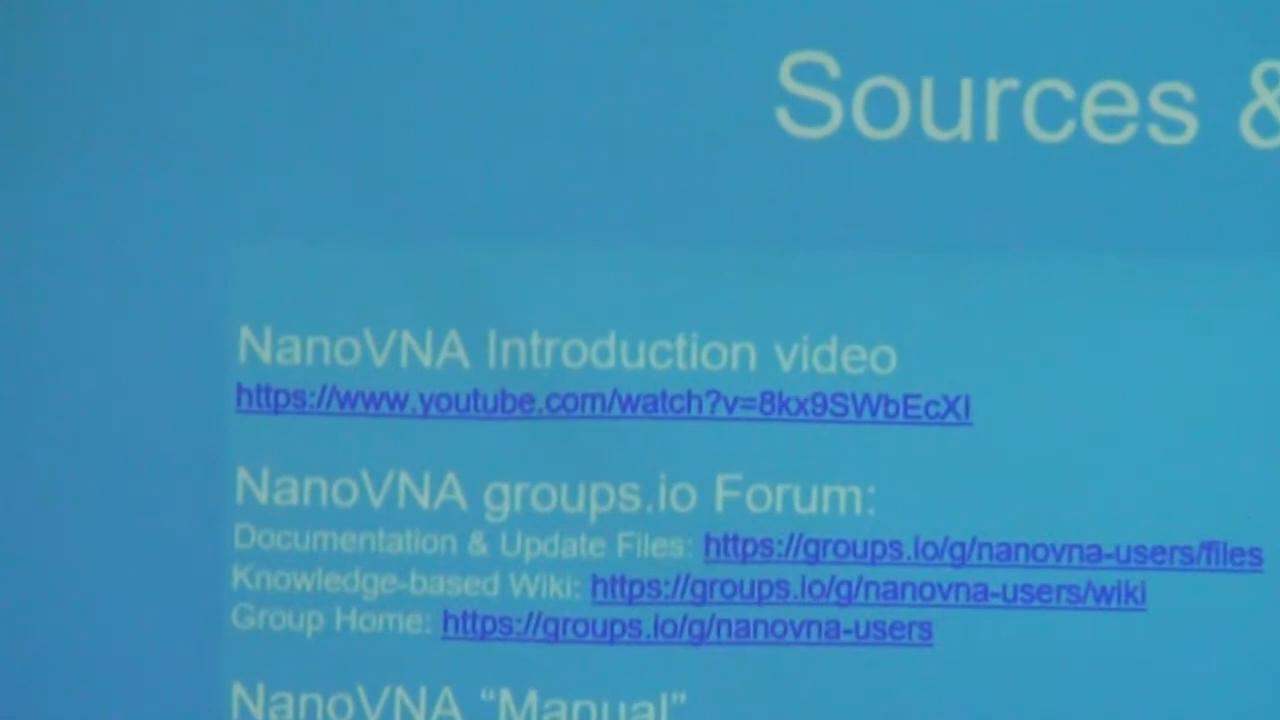 Sources &
NanoVNA Introduction video
https://www.youtube.com/watch?v=8kx9SWbEcXI
NanoVNA groups.io Forum:
Documentation & Update Files: https://groups.io/g/nanovna-users/files
Knowledge-based Wiki: https://groups.io/g/nanovna-users/wiki
Group Home: https://groups.io/g/nanovna-users
NanoVNA “Manual”